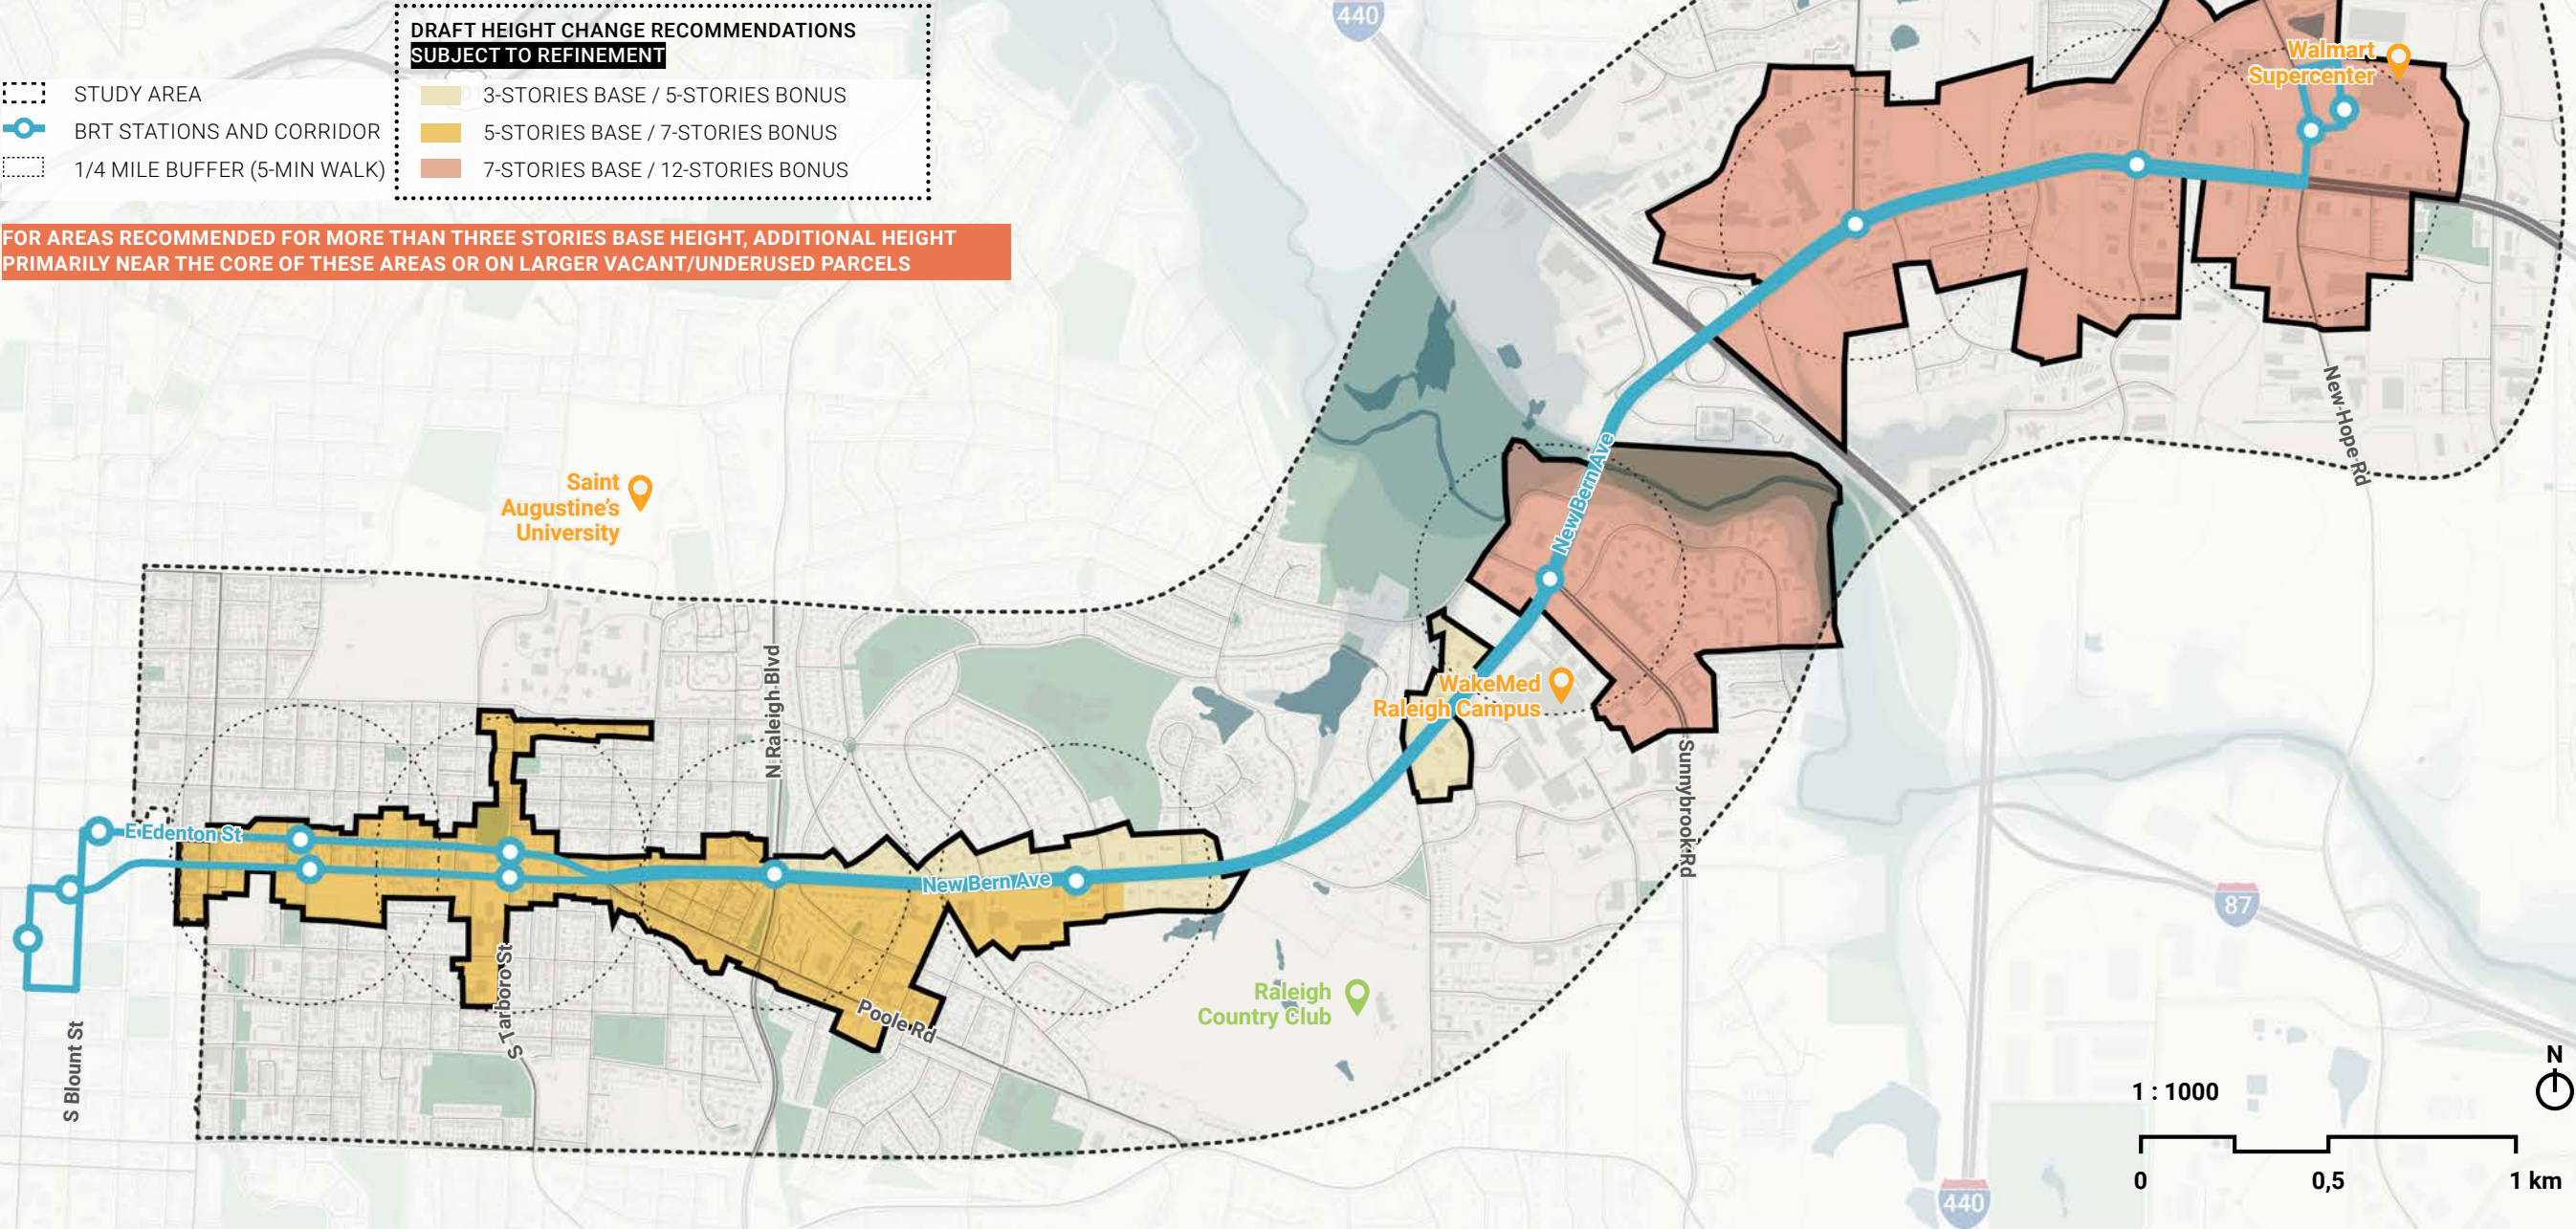 DRAFT HEIGHT CHANGE RECOMMENDATIONS
SUBJECT TO REFINEMENT
STUDY AREA
BRT STATIONS AND CORRIDOR
1/4 MILE BUFFER (5-MIN WALK)
3-STORIES BASE / 5-STORIES BONUS
5-STORIES BASE / 7-STORIES BONUS
7-STORIES BASE / 12-STORIES BONUS
FOR AREAS RECOMMENDED FOR MORE THAN THREE STORIES BASE HEIGHT, ADDITIONAL HEIGHT
PRIMARILY NEAR THE CORE OF THESE AREAS OR ON LARGER VACANT/UNDERUSED PARCELS
440
Walmart
Supercenter
New Hope Rd
New Bern Ave
Saint
Augustine's
University
N Raleigh Blvd
WakeMed
Raleigh Campus
Sunnybrook Rd
E Edenton St
New Bern Ave
S Tarboro St
Poole Rd
Raleigh
Country Club
S Blount St
87
440
N
1 : 1000
0
0,5
1 km